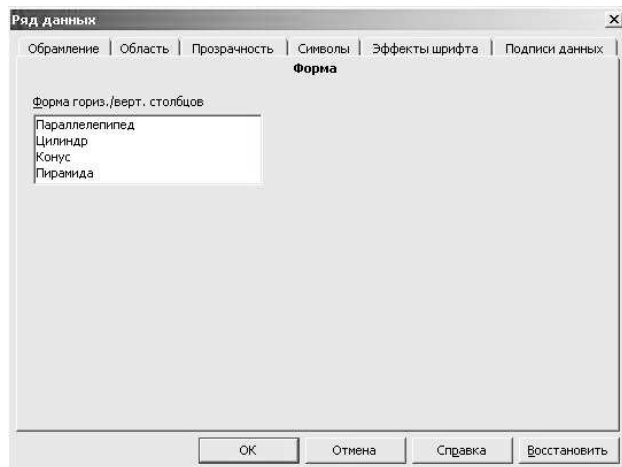 Ряд данных
Обрамление Область Прозрачность Символы Эффекты шрифта Подписи данных
Форма
Форма гориз./верт. столбцов
Параллелепипед
Цилиндр
Конус
Пирамида
ОК Отмена Справка Восстановить